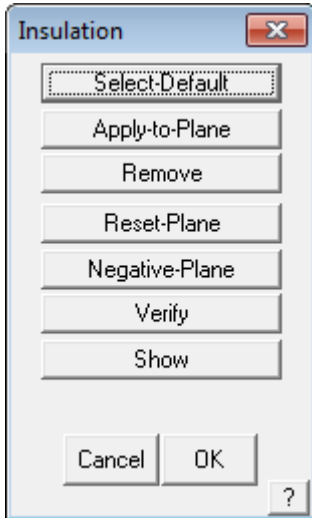 Insulation
Select-Default
Apply-to-Plane
Remove
Reset-Plane
Negative-Plane
Verify
Show
Cancel OK
?